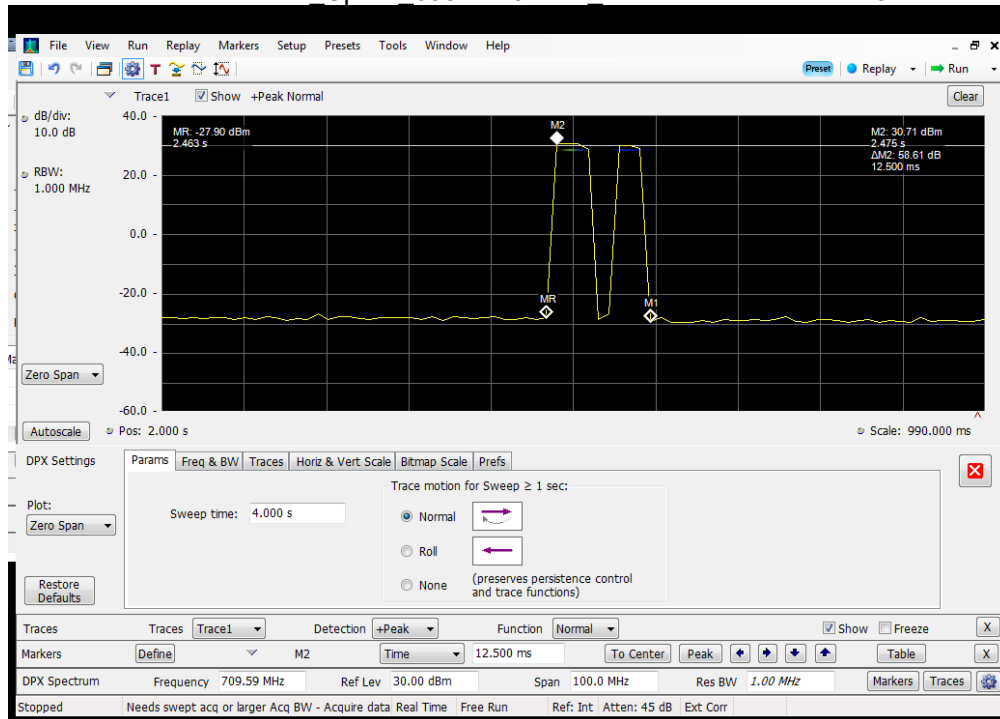 File View Run Replay Markers Setup Presets Tools Window Help
T Preset Replay Run
Trace1 Show +Peak Normal Clear
dB/div:
10.0 dB
RBW:
1.000 MHz
40.0 -
20.0 -
0.0 -
-20.0 -
-40.0 -
-60.0 -
MR: -27.90 dBm
2.463 s
M2
M2: 30.71 dBm
2.475 s
ΔM2: 58.61 dB
12.500 ms
MR
M1
Zero Span
Autoscale Pos: 2.000 s Scale: 990.000 ms
DPX Settings Params Freq & BW Traces Horiz & Vert Scale Bitmap Scale Prefs
Plot:
Zero Span
Restore
Defaults
Sweep time: 4.000 s
Trace motion for Sweep ≥ 1 sec:
Normal
Roll
None (preserves persistence control
and trace functions)
Traces Traces Trace1 Detection +Peak Function Normal Show Freeze X
Markers Define M2 Time 12.500 ms To Center Peak Table X
DPX Spectrum Frequency 709.59 MHz Ref Lev 30.00 dBm Span 100.0 MHz Res BW 1.00 MHz Markers Traces
Stopped Needs swept acq or larger Acq BW - Acquire data Real Time Free Run Ref: Int Atten: 45 dB Ext Corr